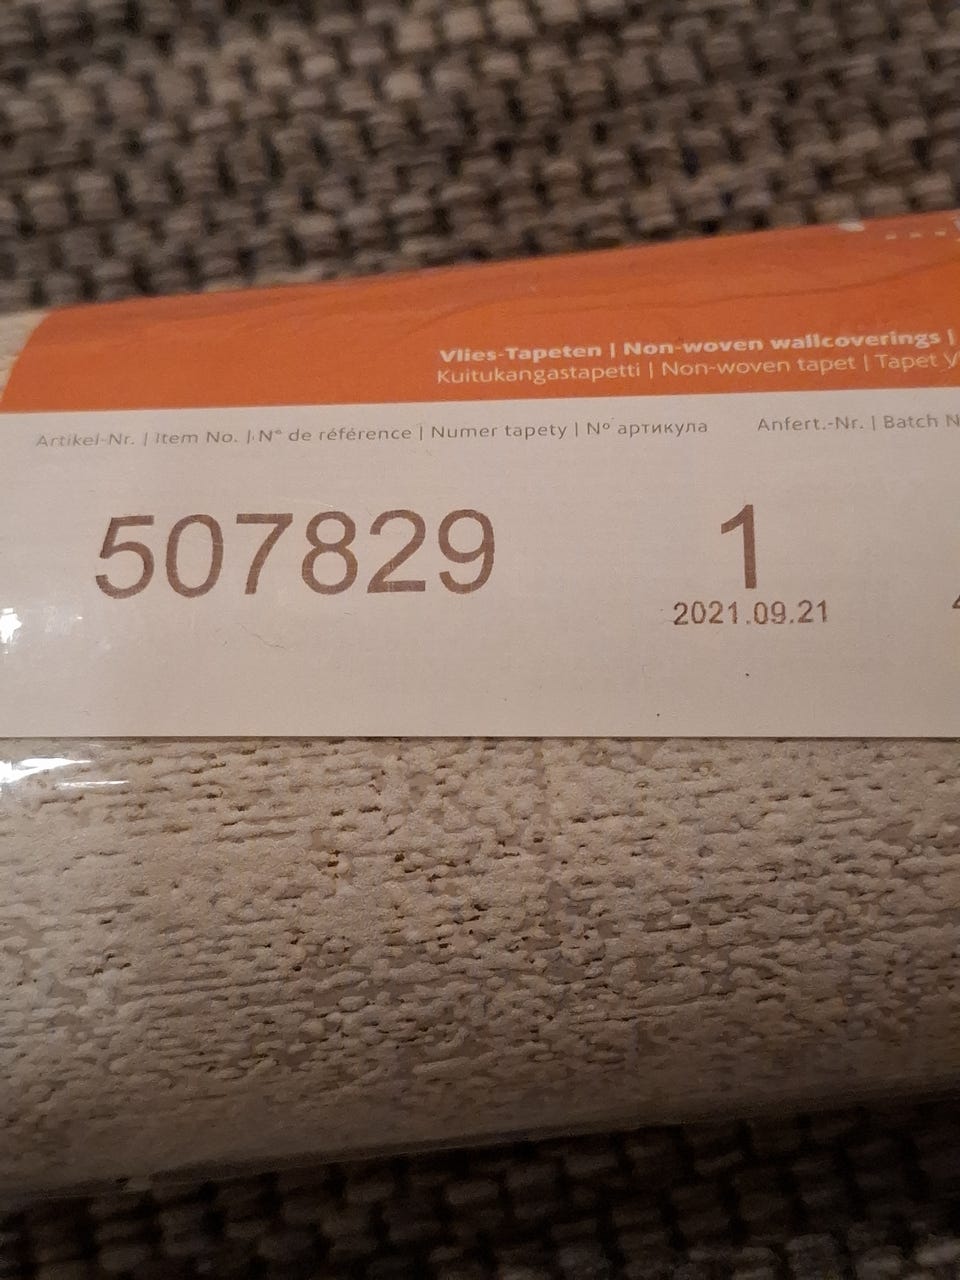 Vlies-Tapeten | Non-woven wallcoverings |
Kuitukangastapetti | Non-woven tapet | Tapet
Artikel-Nr. | Item No. | N° de référence | Numer tapety | Nº артикула Anfert.-Nr. | Batch
507829 1
2021.09.21